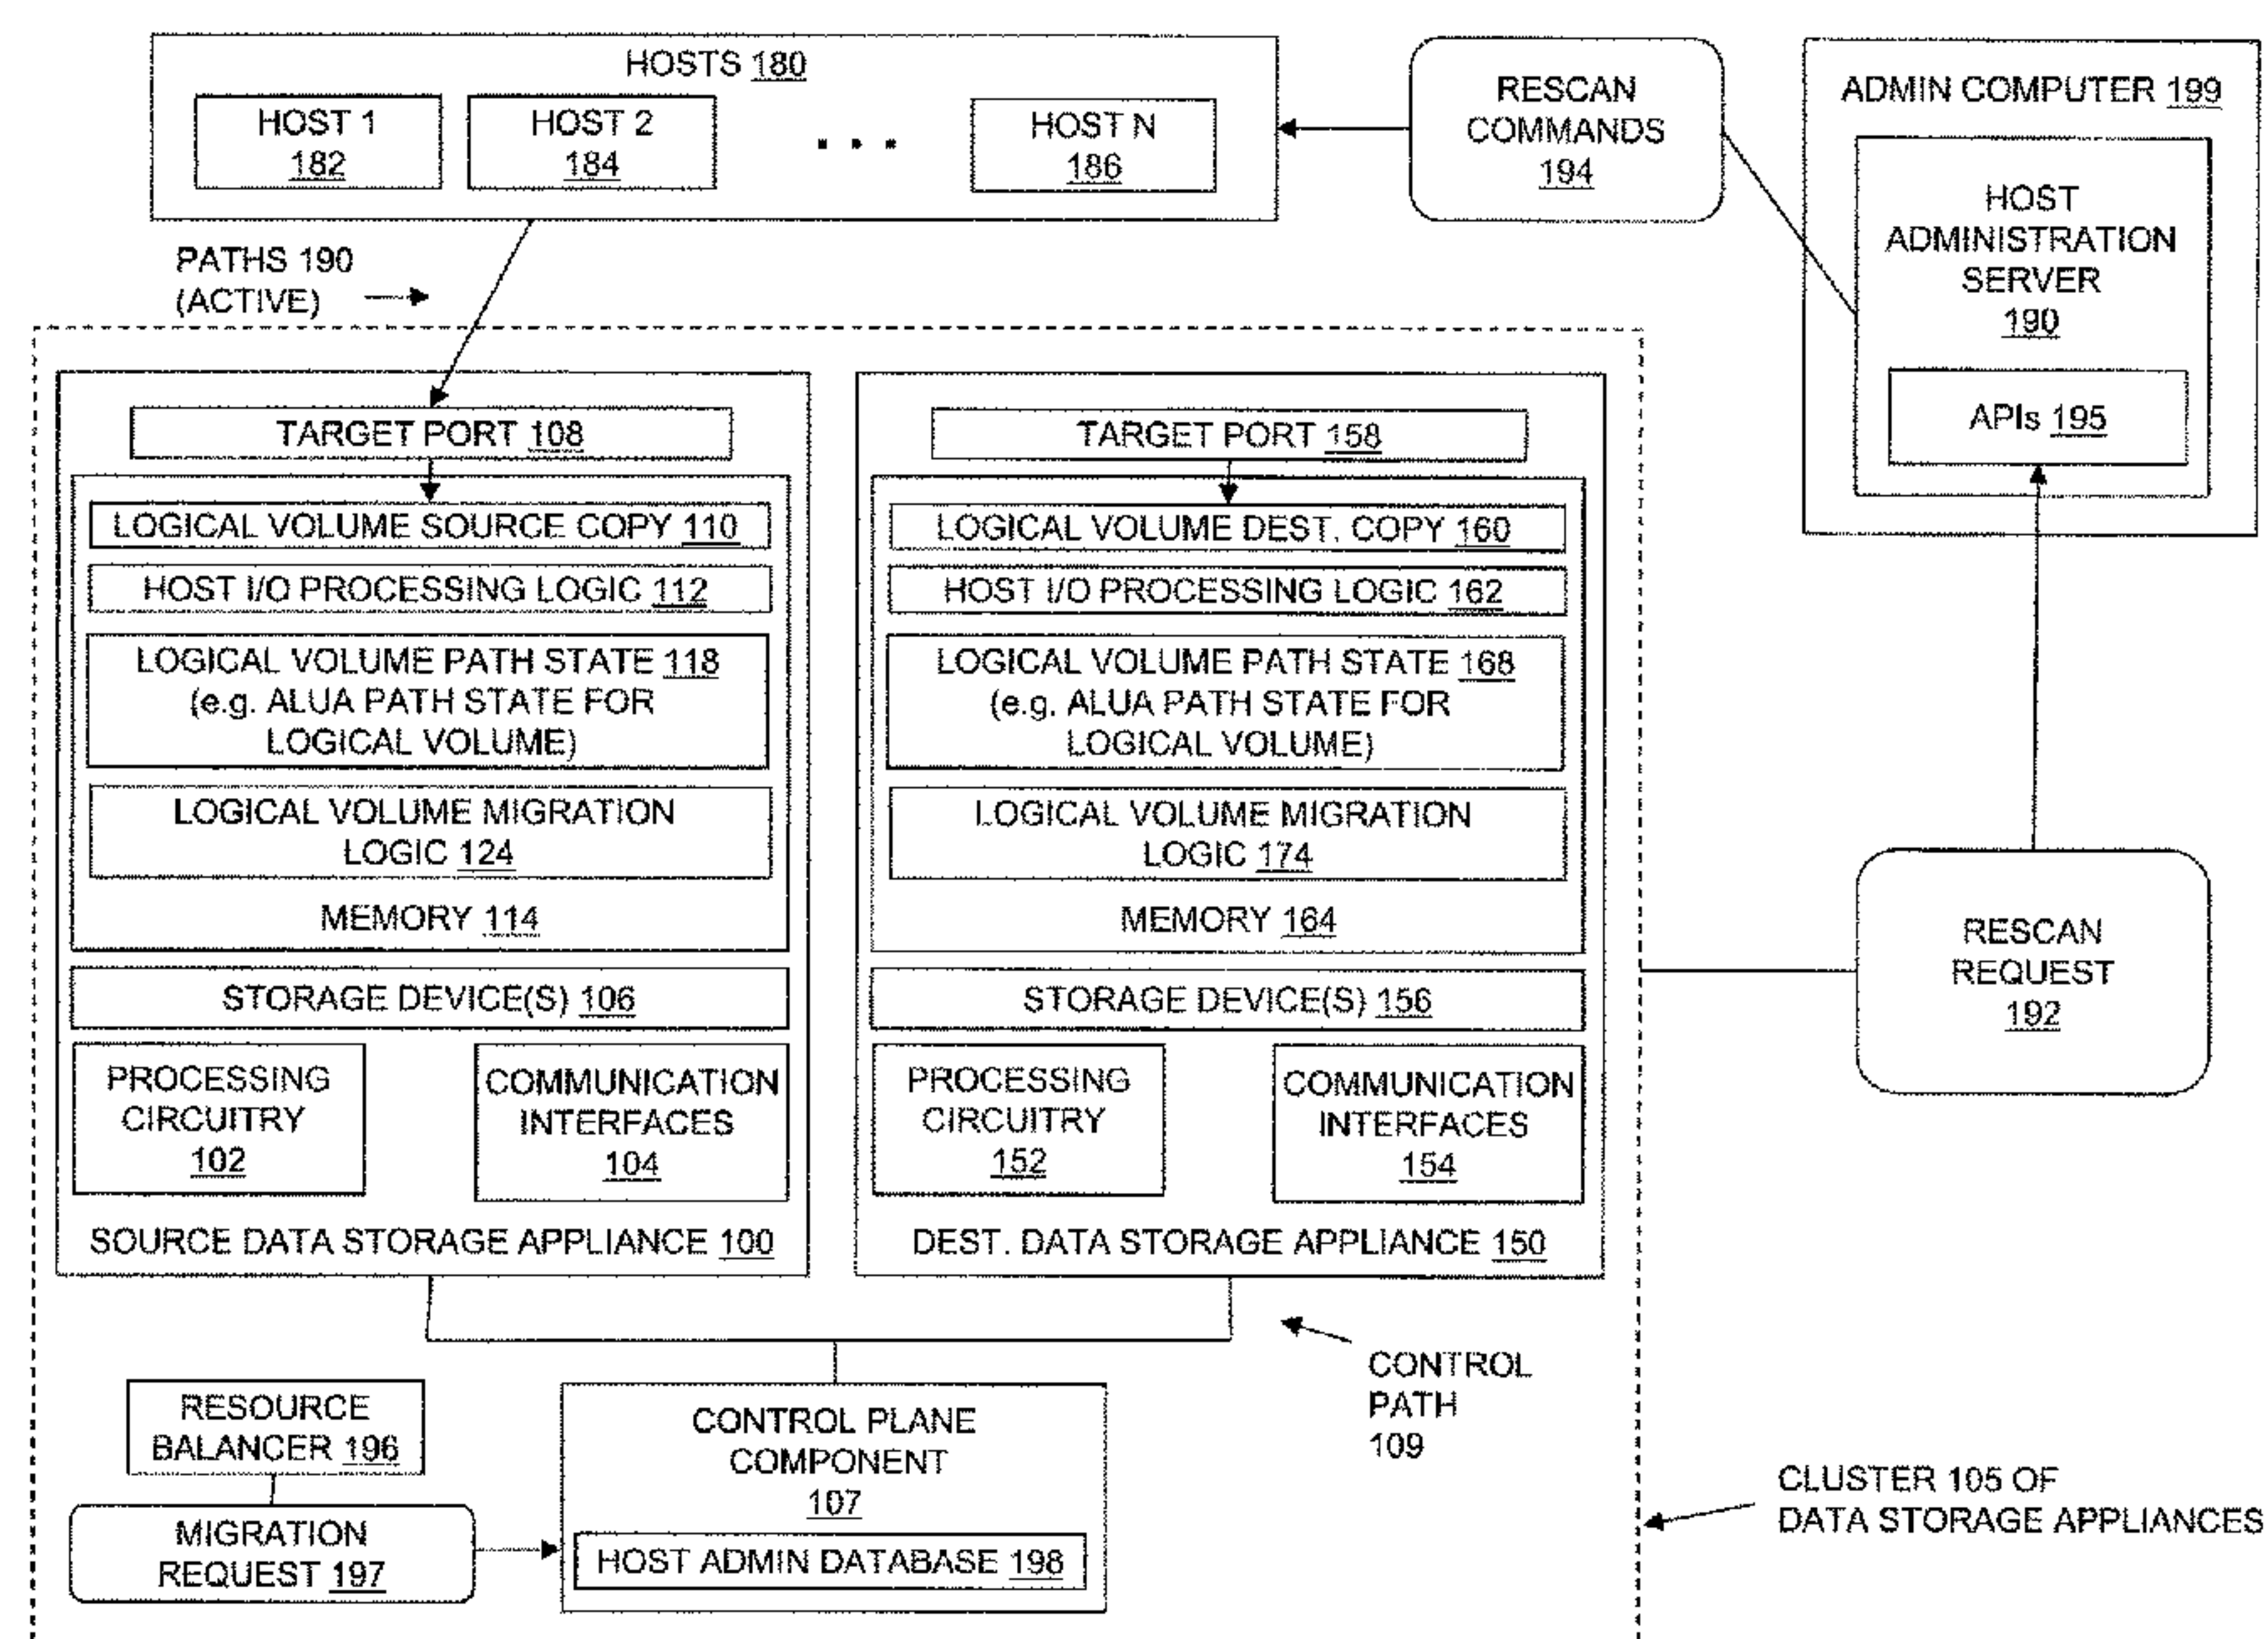 HOSTS 180
HOST 1
182
HOST 2
184
. . .
HOST N
186
RESCAN
COMMANDS
194
ADMIN COMPUTER 199
HOST
ADMINISTRATION
SERVER
190
APIs 195
PATHS 190
(ACTIVE)
TARGET PORT 108
LOGICAL VOLUME SOURCE COPY 110
HOST I/O PROCESSING LOGIC 112
LOGICAL VOLUME PATH STATE 118
(e.g. ALUA PATH STATE FOR
LOGICAL VOLUME)
LOGICAL VOLUME MIGRATION
LOGIC 124
MEMORY 114
STORAGE DEVICE(S) 106
PROCESSING
CIRCUITRY
102
COMMUNICATION
INTERFACES
104
SOURCE DATA STORAGE APPLIANCE 100
TARGET PORT 158
LOGICAL VOLUME DEST. COPY 160
HOST I/O PROCESSING LOGIC 162
LOGICAL VOLUME PATH STATE 168
(e.g. ALUA PATH STATE FOR
LOGICAL VOLUME)
LOGICAL VOLUME MIGRATION
LOGIC 174
MEMORY 164
STORAGE DEVICE(S) 156
PROCESSING
CIRCUITRY
152
COMMUNICATION
INTERFACES
154
DEST. DATA STORAGE APPLIANCE 150
RESCAN
REQUEST
192
CONTROL
PATH
109
RESOURCE
BALANCER 196
MIGRATION
REQUEST 197
CONTROL PLANE
COMPONENT
107
HOST ADMIN DATABASE 198
CLUSTER 105 OF
DATA STORAGE APPLIANCES